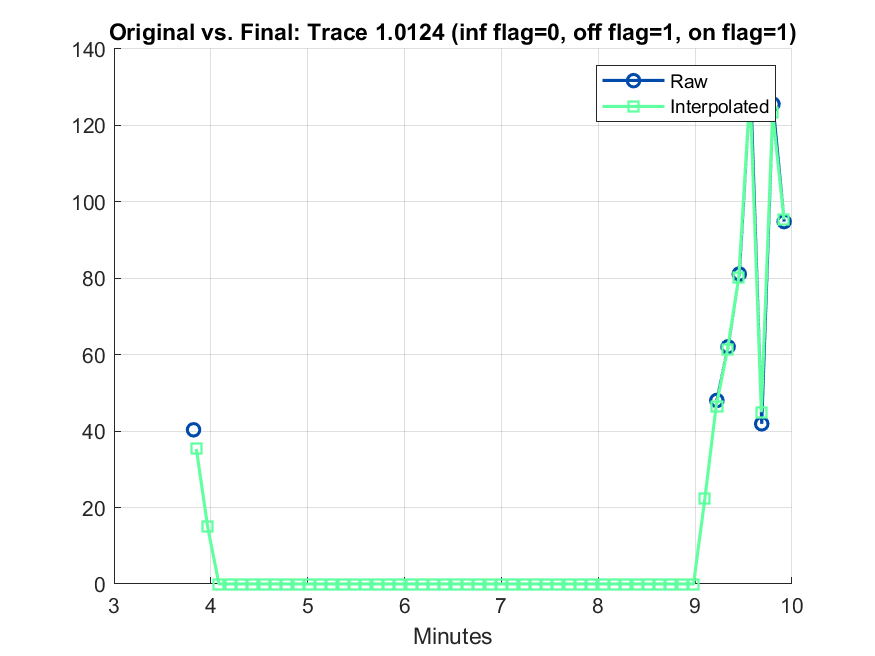 Original vs. Final: Trace 1.0124 (inf flag=0, off flag=1, on flag=1)
140
120
100
80
60
40
20
0
Raw
Interpolated
3 4 5 6 7 8 9 10
Minutes